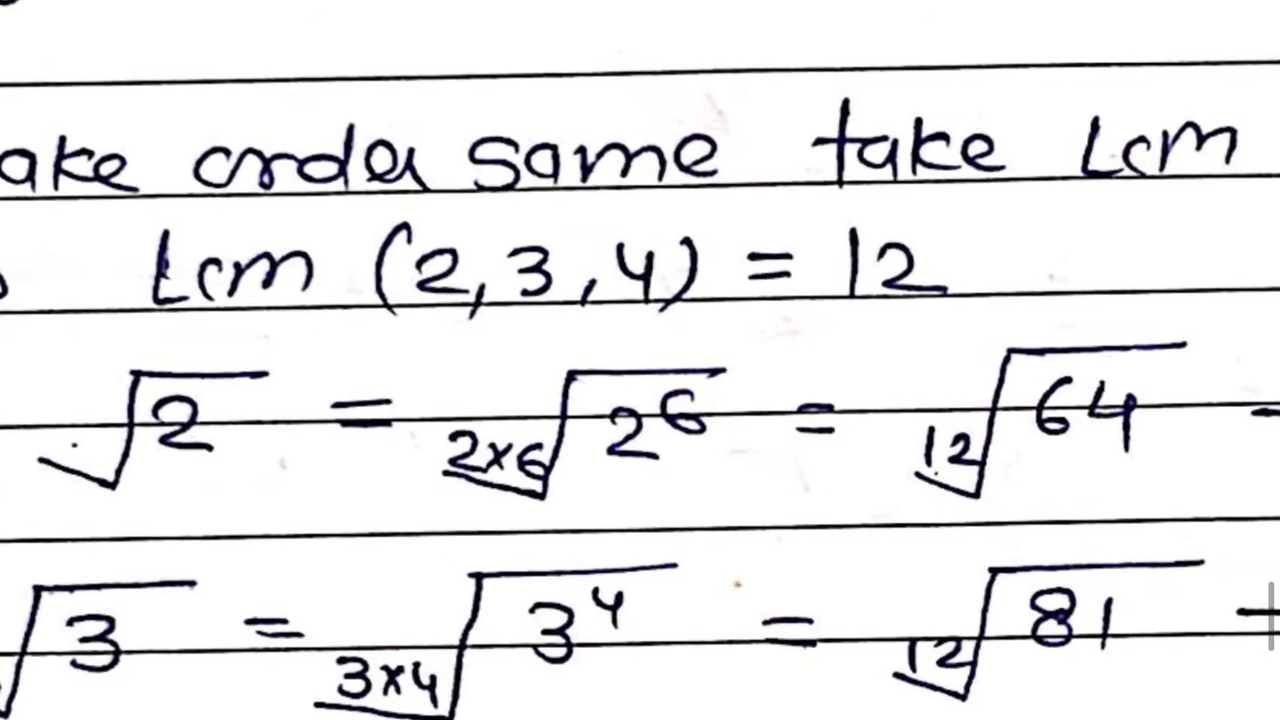 ake order same take Lcm
Lcm (2,3,4) = 12
√2 = 2×6√2⁶ = 12√64 -
√3 = 3×4√3⁴ = 12√81